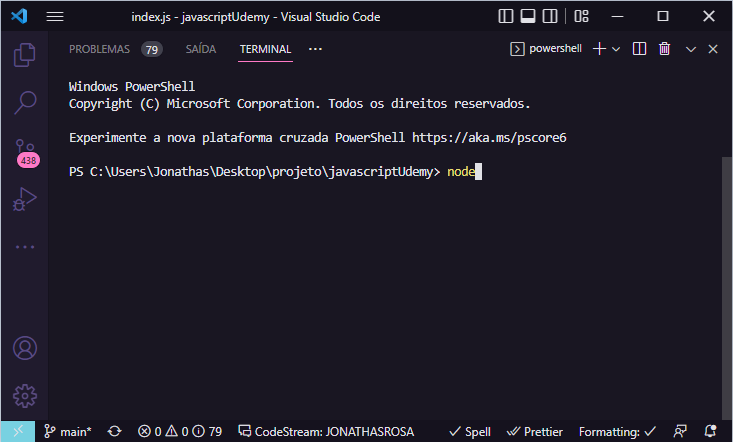 index.js - javascriptUdemy - Visual Studio Code
PROBLEMAS 79 SAÍDA TERMINAL ··· powershell
Windows PowerShell
Copyright (C) Microsoft Corporation. Todos os direitos reservados.
Experimente a nova plataforma cruzada PowerShell https://aka.ms/pscore6
438
PS C:\Users\Jonathas\Desktop\projeto\javascriptUdemy> node
main* 0 0 79 CodeStream: JONATHASROSA Spell Prettier Formatting: